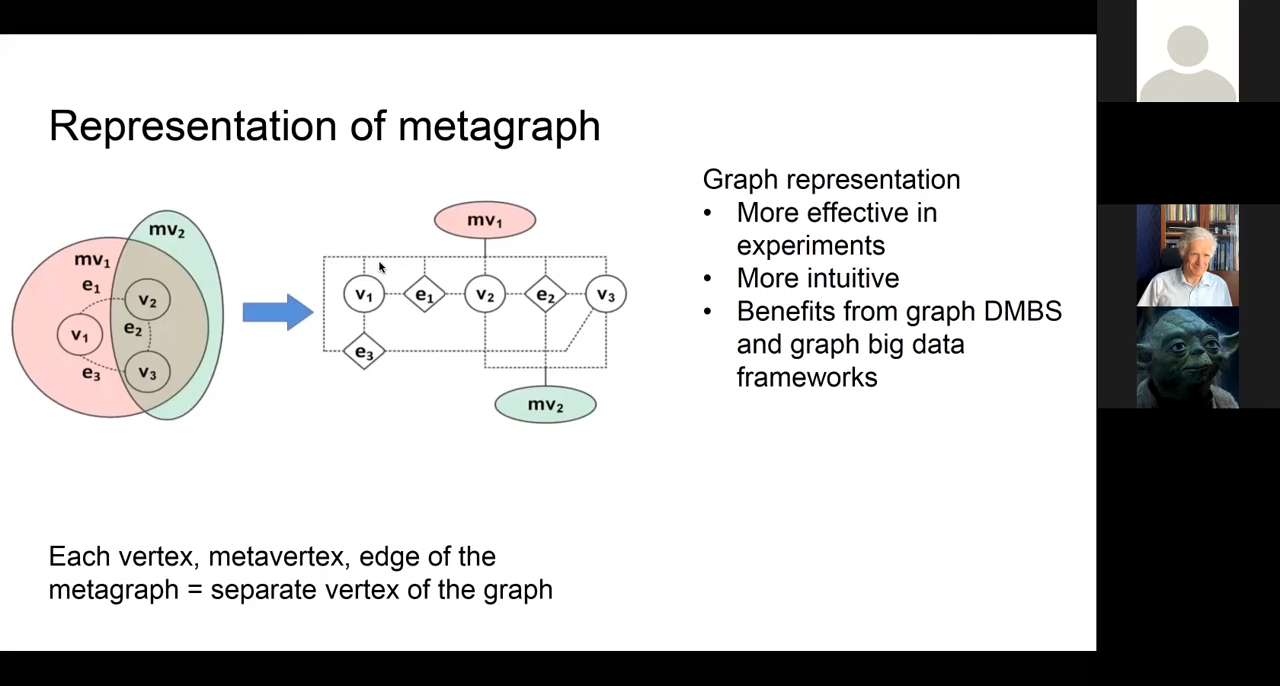 Representation of metagraph
mv₂
mv₁
e₁
v₂
e₂
v₁
e₃
v₃
mv₁
v₁
e₁
v₂
e₂
v₃
e₃
mv₂
Graph representation
• More effective in
experiments
• More intuitive
• Benefits from graph DMBS
and graph big data
frameworks
Each vertex, metavertex, edge of the
metagraph = separate vertex of the graph